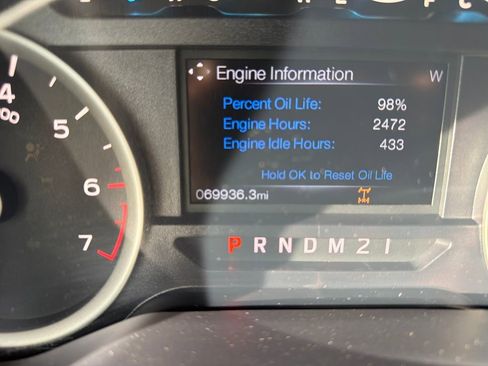 Engine Information W
Percent Oil Life: 98%
Engine Hours: 2472
Engine Idle Hours: 433
Hold OK to Reset Oil Life
069936.3mi
4
5
6
7
P R N D M 2 1